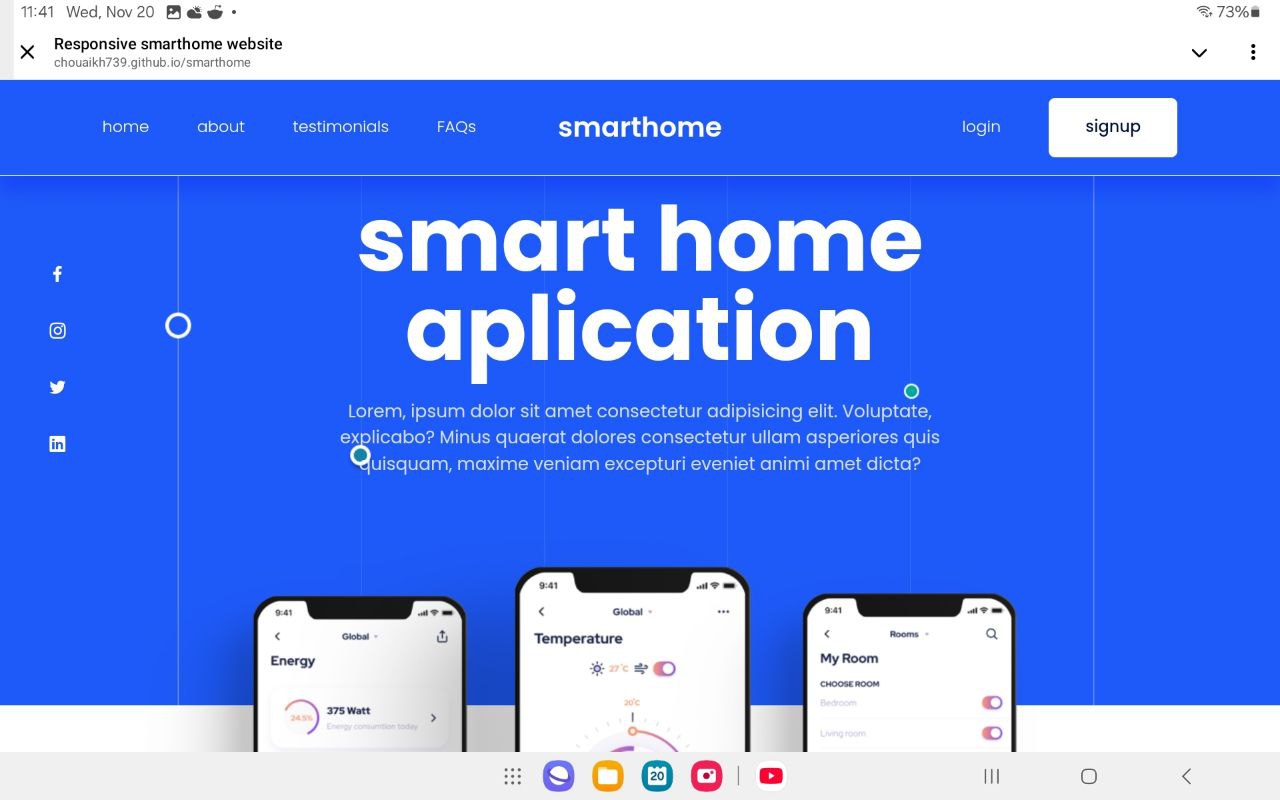 11:41 Wed, Nov 20
73%
Responsive smarthome website
chouaikh739.github.io/smarthome
home about testimonials FAQs smarthome login signup
smart home
aplication
Lorem, ipsum dolor sit amet consectetur adipisicing elit. Voluptate,
explicabo? Minus quaerat dolores consectetur ullam asperiores quis
quisquam, maxime veniam excepturi eveniet animi amet dicta?
9:41
Global
Energy
24.5%
375 Watt
Energy consumtion today
9:41
Global
Temperature
27°C
20°C
9:41
Rooms
My Room
CHOOSE ROOM
Bedroom
Living room
20